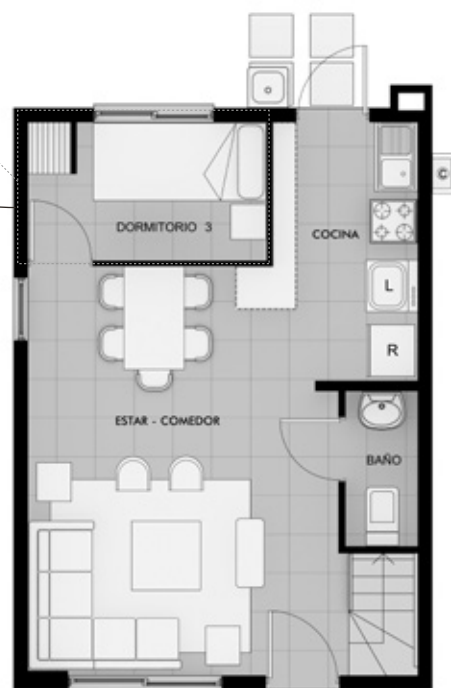 C
DORMITORIO 3
COCINA
L
R
ESTAR - COMEDOR
BAÑO